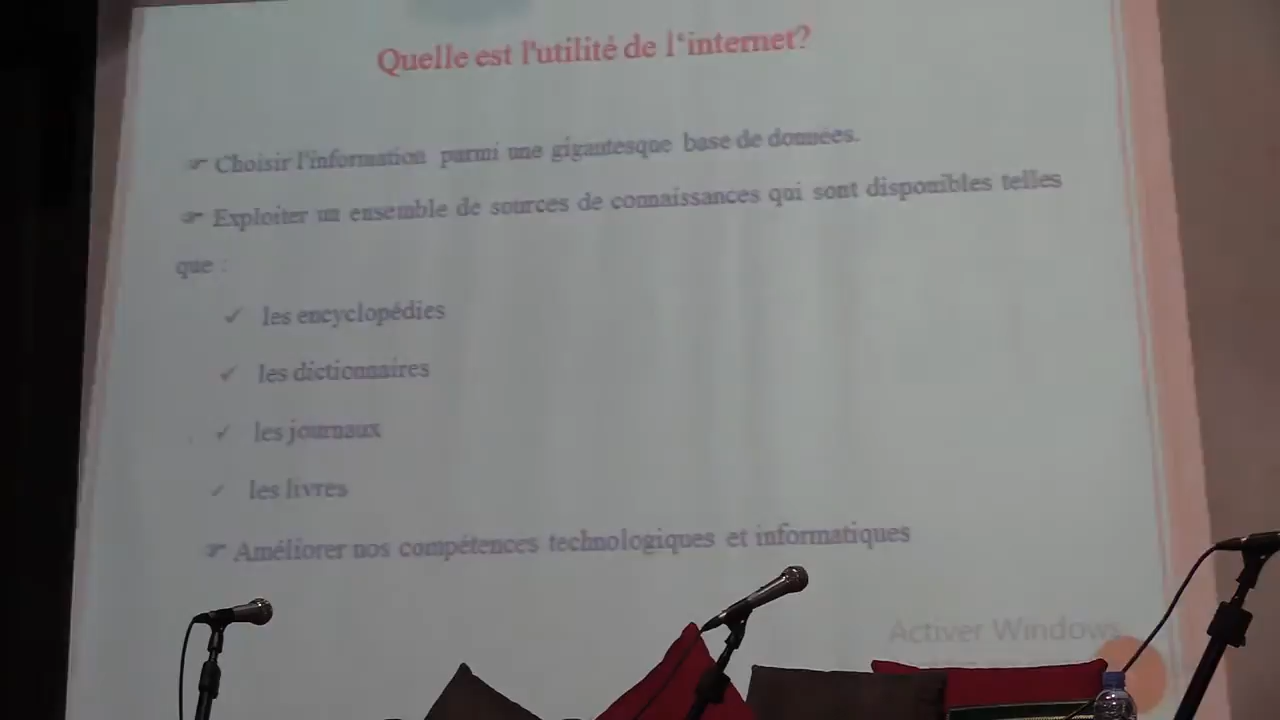 Quelle est l'utilité de l'internet?
☞ Choisir l'information parmi une gigantesque base de données.
☞ Exploiter un ensemble de sources de connaissances qui sont disponibles telles
que :
✓ les encyclopédies
✓ les dictionnaires
✓ les journaux
✓ les livres
☞ Améliorer nos compétences technologiques et informatiques
Activer Windows